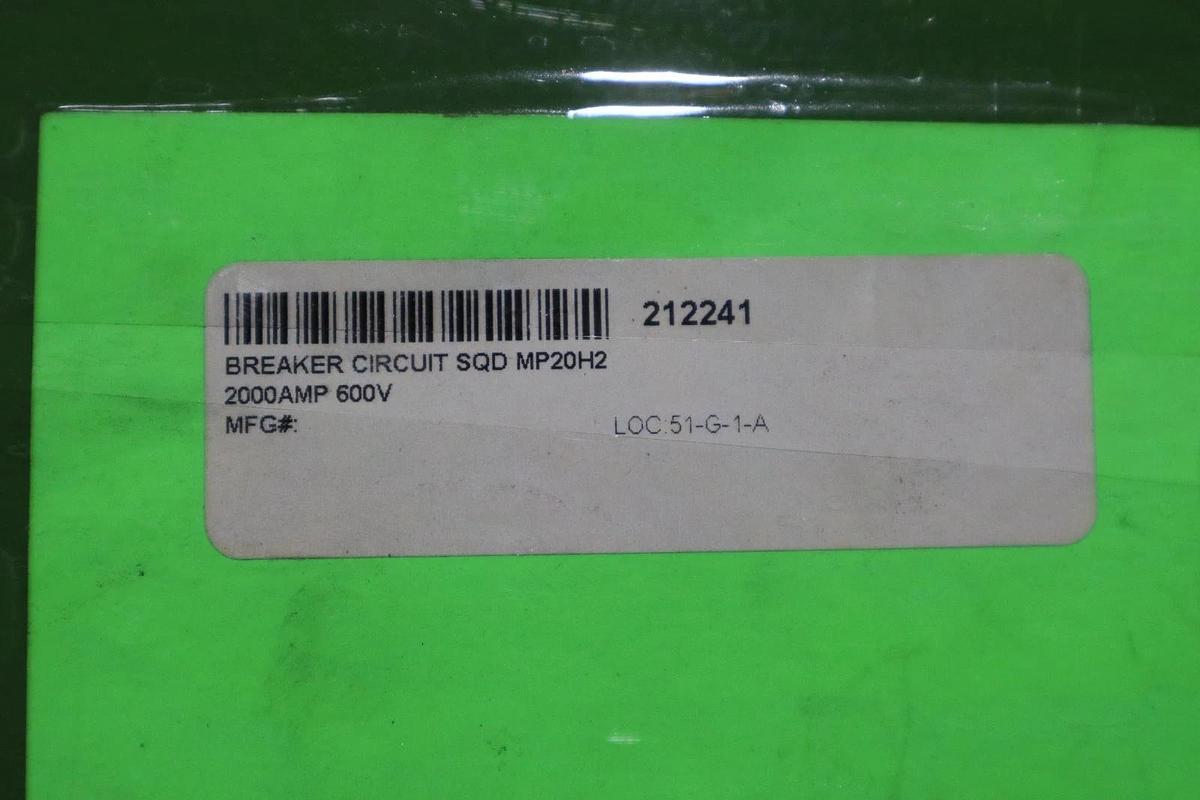 212241
BREAKER CIRCUIT SQD MP20H2
2000AMP 600V
MFG#: LOC:51-G-1-A